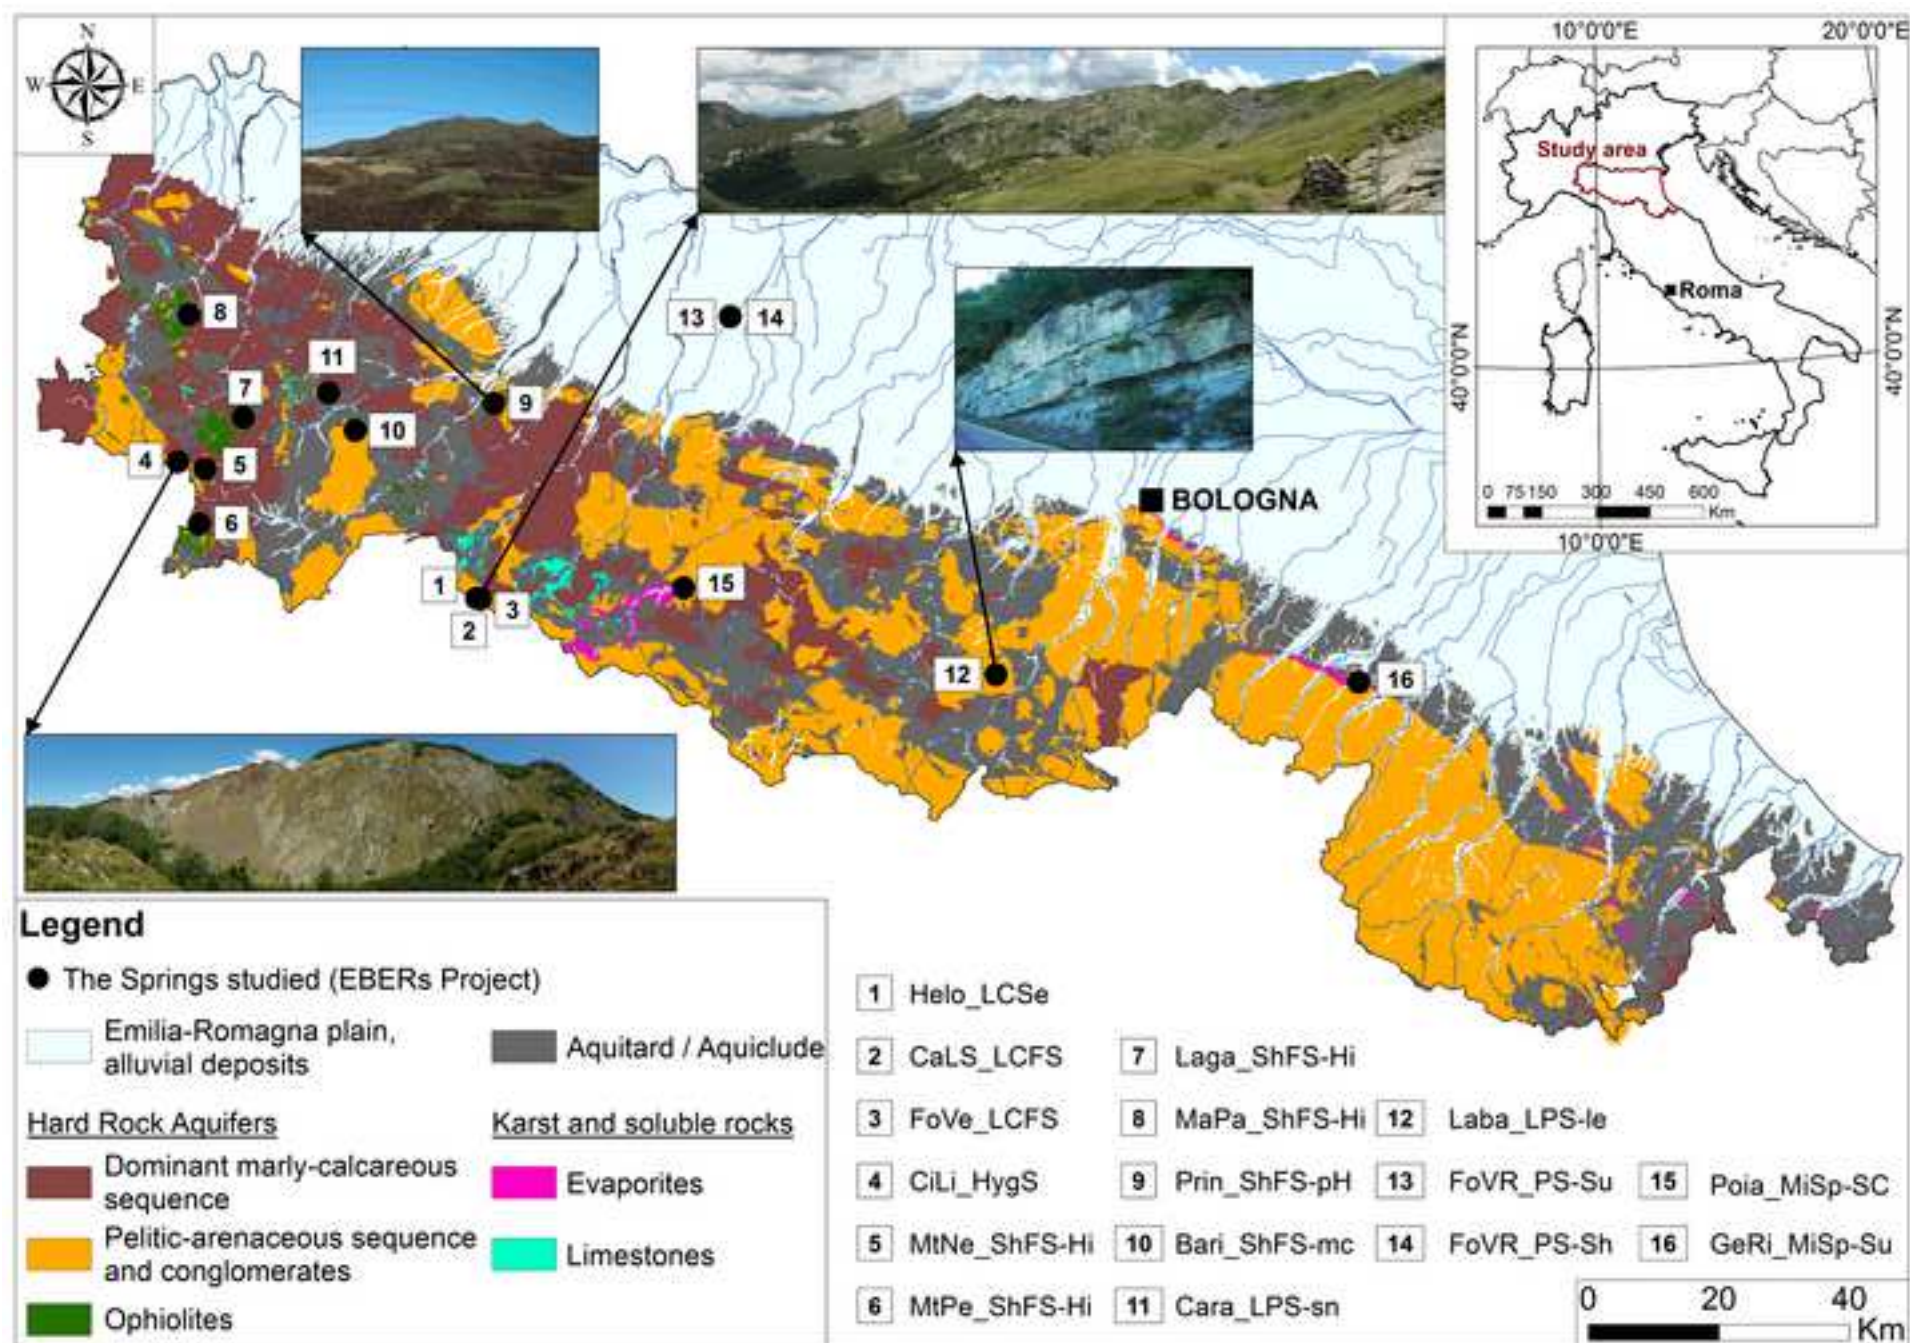 N
W E
S
10°0'0"E 20°0'0"E
Study area
Roma
40°0'0"N 40°0'0"N
0 75 150 300 450 600
Km
10°0'0"E
8
13 14
11
7
9
10
4
5
BOLOGNA
6
1
3
15
2
12
16
Legend
The Springs studied (EBERs Project)
Emilia-Romagna plain,
alluvial deposits
Aquitard / Aquiclude
Hard Rock Aquifers
Karst and soluble rocks
Dominant marly-calcareous
sequence
Evaporites
Pelitic-arenaceous sequence
and conglomerates
Limestones
Ophiolites
1 Helo_LCSe
2 CaLS_LCFS
3 FoVe_LCFS
4 CiLi_HygS
5 MtNe_ShFS-Hi
6 MtPe_ShFS-Hi
7 Laga_ShFS-Hi
8 MaPa_ShFS-Hi
9 Prin_ShFS-pH
10 Bari_ShFS-mc
11 Cara_LPS-sn
12 Laba_LPS-le
13 FoVR_PS-Su
14 FoVR_PS-Sh
15 Poia_MiSp-SC
16 GeRi_MiSp-Su
0 20 40
Km